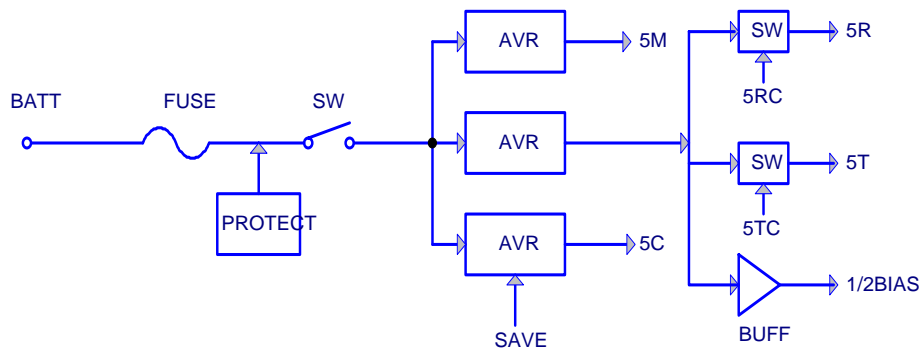 AVR
5M
SW
5R
5RC
BATT
FUSE
SW
AVR
SW
5T
5TC
PROTECT
AVR
5C
SAVE
1/2BIAS
BUFF